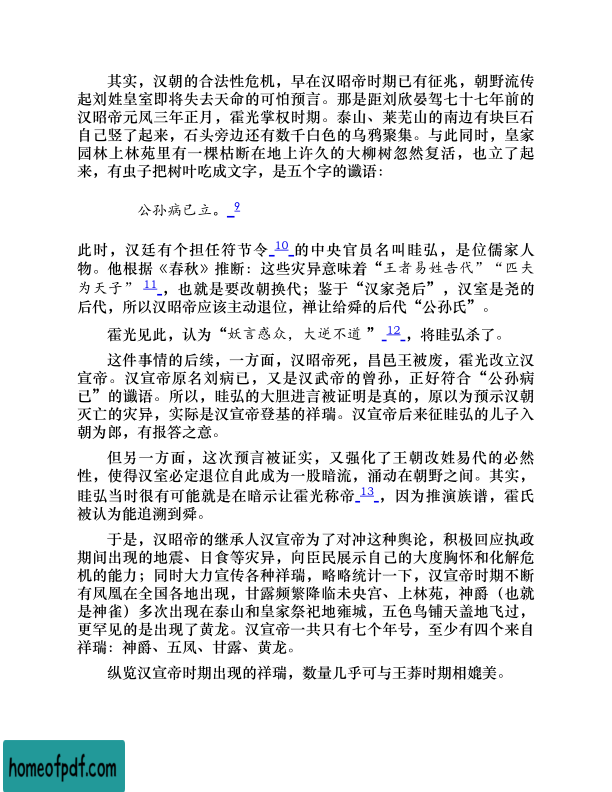 其实，汉朝的合法性危机，早在汉昭帝时期已有征兆，朝野流传
起刘姓皇室即将失去天命的可怕预言。那是距刘欣晏驾七十七年前的
汉昭帝元凤三年正月，霍光掌权时期。泰山、莱芜山的南边有块巨石
自己竖了起来，石头旁边还有数千白色的乌鸦聚集。与此同时，皇家
园林上林苑里有一棵枯断在地上许久的大柳树忽然复活，也立了起
来，有虫子把树叶吃成文字，是五个字的谶语：
公孙病已立。 9
此时，汉廷有个担任符节令 10 的中央官员名叫眭弘，是位儒家人
物。他根据《春秋》推断：这些灾异意味着“王者易姓告代”“匹夫
为天子” 11 ，也就是要改朝换代；鉴于“汉家尧后”，汉室是尧的
后代，所以汉昭帝应该主动退位，禅让给舜的后代“公孙氏”。
霍光见此，认为“妖言惑众，大逆不道 ” 12 ，将眭弘杀了。
这件事情的后续，一方面，汉昭帝死，昌邑王被废，霍光改立汉
宣帝。汉宣帝原名刘病已，又是汉武帝的曾孙，正好符合“公孙病
已”的谶语。所以，眭弘的大胆进言被证明是真的，原以为预示汉朝
灭亡的灾异，实际是汉宣帝登基的祥瑞。汉宣帝后来征眭弘的儿子入
朝为郎，有报答之意。
但另一方面，这次预言被证实，又强化了王朝改姓易代的必然
性，使得汉室必定退位自此成为一股暗流，涌动在朝野之间。其实，
眭弘当时很有可能就是在暗示让霍光称帝 13 ，因为推演族谱，霍氏
被认为能追溯到舜。
于是，汉昭帝的继承人汉宣帝为了对冲这种舆论，积极回应执政
期间出现的地震、日食等灾异，向臣民展示自己的大度胸怀和化解危
机的能力；同时大力宣传各种祥瑞，略略统计一下，汉宣帝时期不断
有凤凰在全国各地出现，甘露频繁降临未央宫、上林苑，神爵（也就
是神雀）多次出现在泰山和皇家祭祀地雍城，五色鸟铺天盖地飞过，
更罕见的是出现了黄龙。汉宣帝一共只有七个年号，至少有四个来自
祥瑞：神爵、五凤、甘露、黄龙。
纵览汉宣帝时期出现的祥瑞，数量几乎可与王莽时期相媲美。
homeofpdf.com